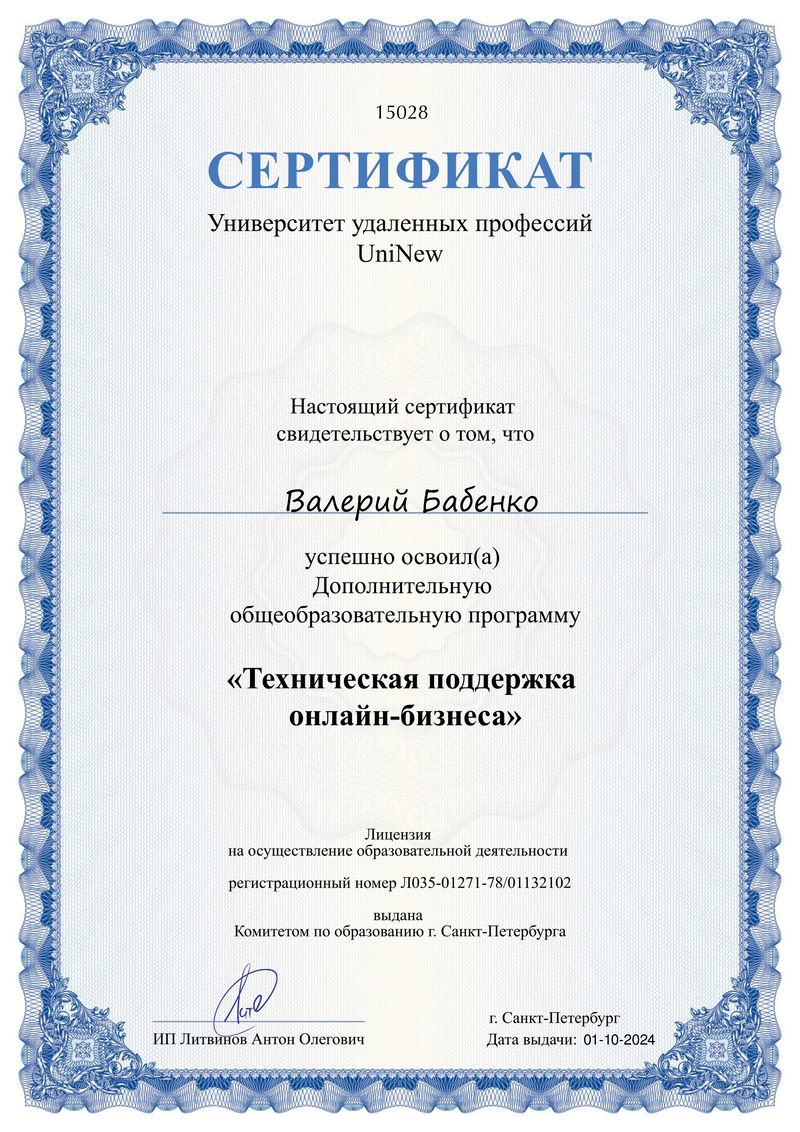 15028
СЕРТИФИКАТ
Университет удаленных профессий
UniNew
Настоящий сертификат
свидетельствует о том, что
Валерий Бабенко
успешно освоил(а)
Дополнительную
общеобразовательную программу
«Техническая поддержка
онлайн-бизнеса»
Лицензия
на осуществление образовательной деятельности
регистрационный номер Л035-01271-78/01132102
выдана
Комитетом по образованию г. Санкт-Петербурга
г. Санкт-Петербург
ИП Литвинов Антон Олегович Дата выдачи: 01-10-2024